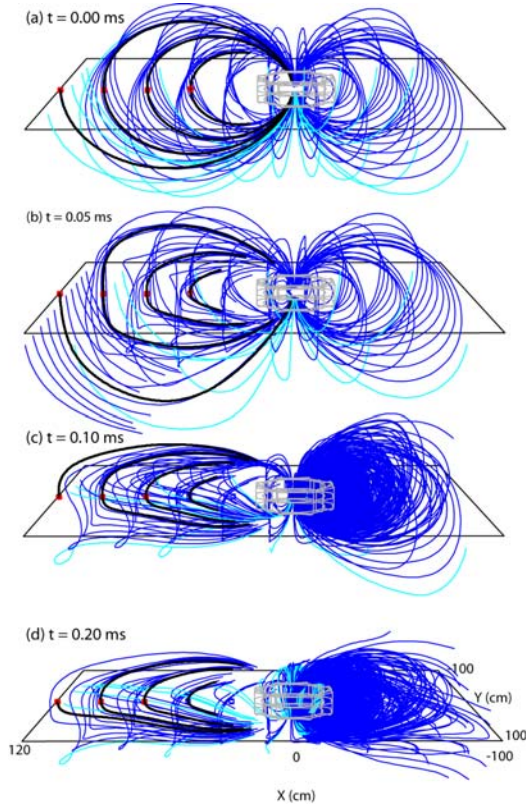 (a) t = 0.00 ms
(b) t = 0.05 ms
(c) t = 0.10 ms
(d) t = 0.20 ms
100
Y (cm)
120
0
-100
100
X (cm)